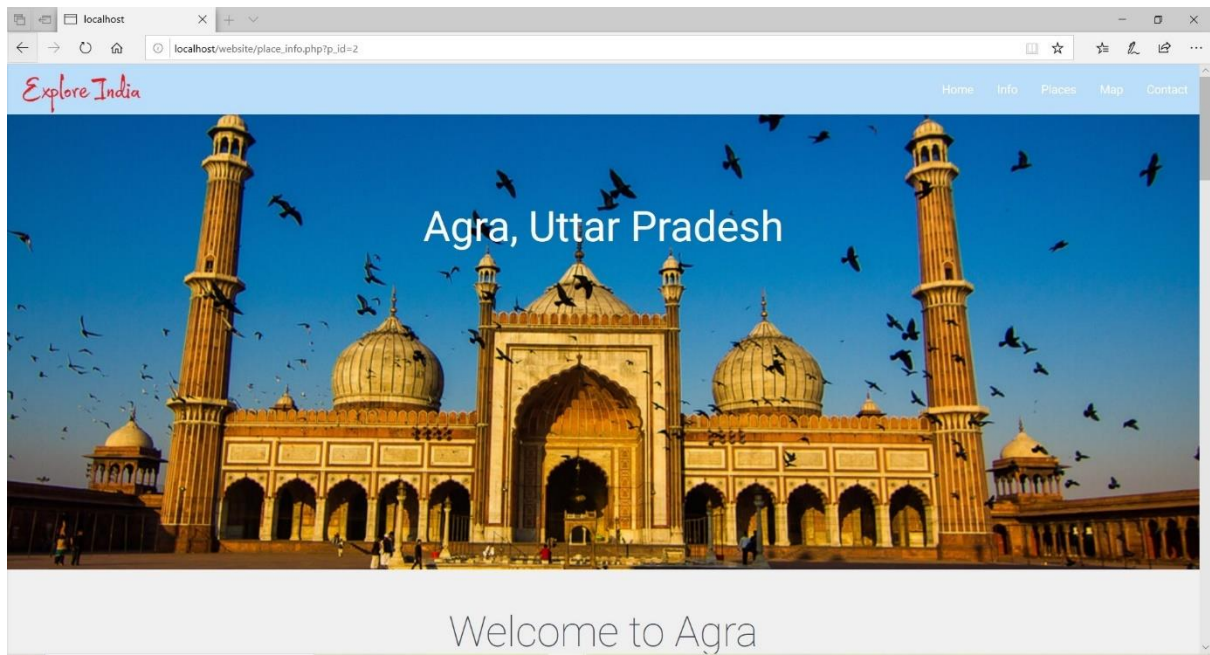 localhost
localhost/website/place_info.php?p_id=2
Explore India
Home Info Places Map Contact
Agra, Uttar Pradesh
Welcome to Agra